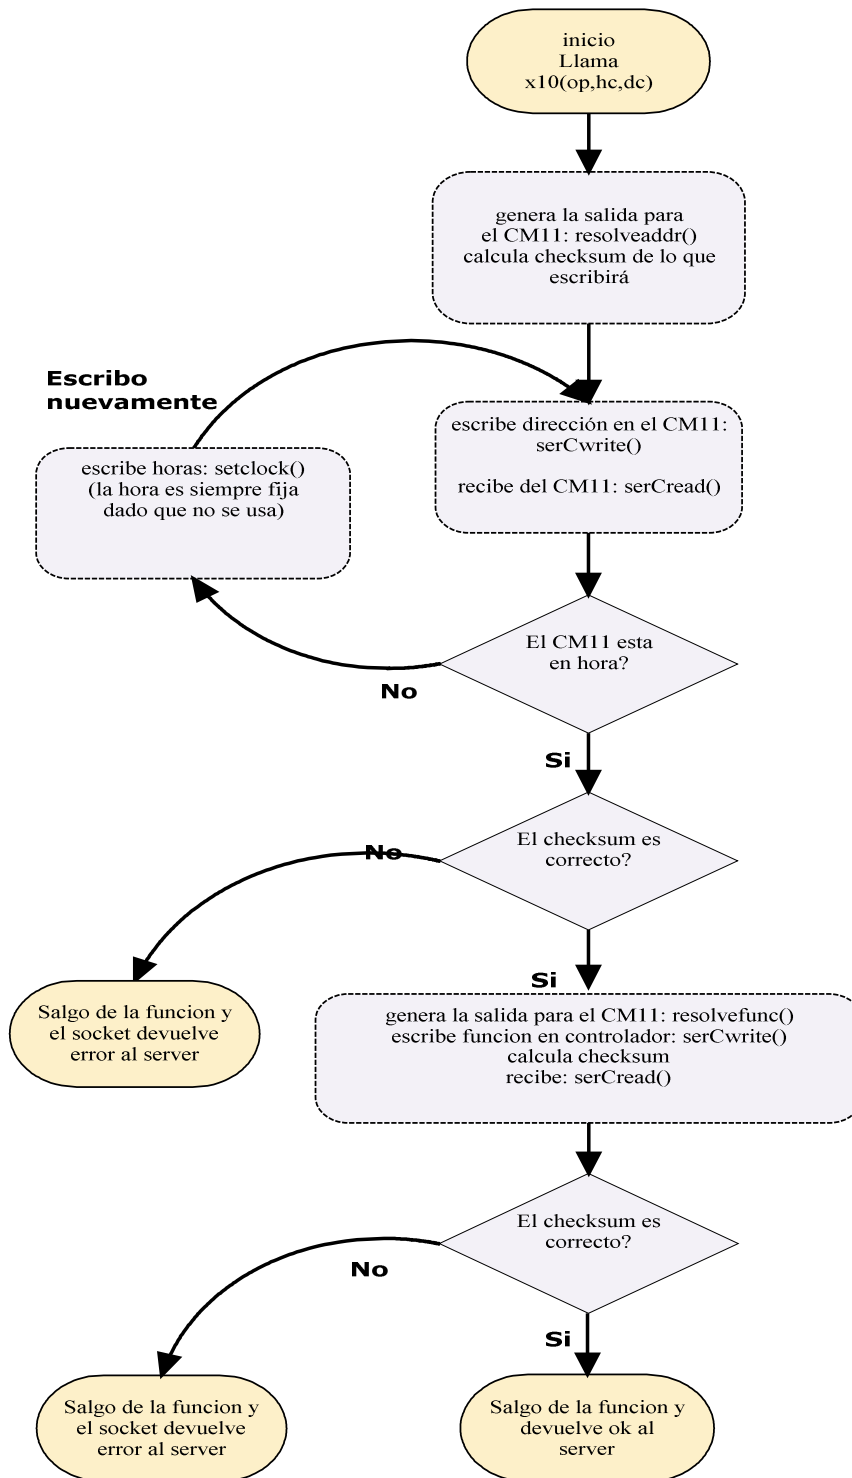 inicio
Llama
x10(op,hc,dc)
genera la salida para
el CM11: resolveaddr()
calcula checksum de lo que
escribirá
Escribo
nuevamente
escribe horas: setclock()
(la hora es siempre fija
dado que no se usa)
escribe dirección en el CM11:
serCwrite()
recibe del CM11: serCread()
El CM11 esta
en hora?
No
Si
El checksum es
correcto?
No
Si
Salgo de la funcion y
el socket devuelve
error al server
genera la salida para el CM11: resolvefunc()
escribe funcion en controlador: serCwrite()
calcula checksum
recibe: serCread()
El checksum es
correcto?
No
Si
Salgo de la funcion y
el socket devuelve
error al server
Salgo de la funcion y
devuelve ok al
server